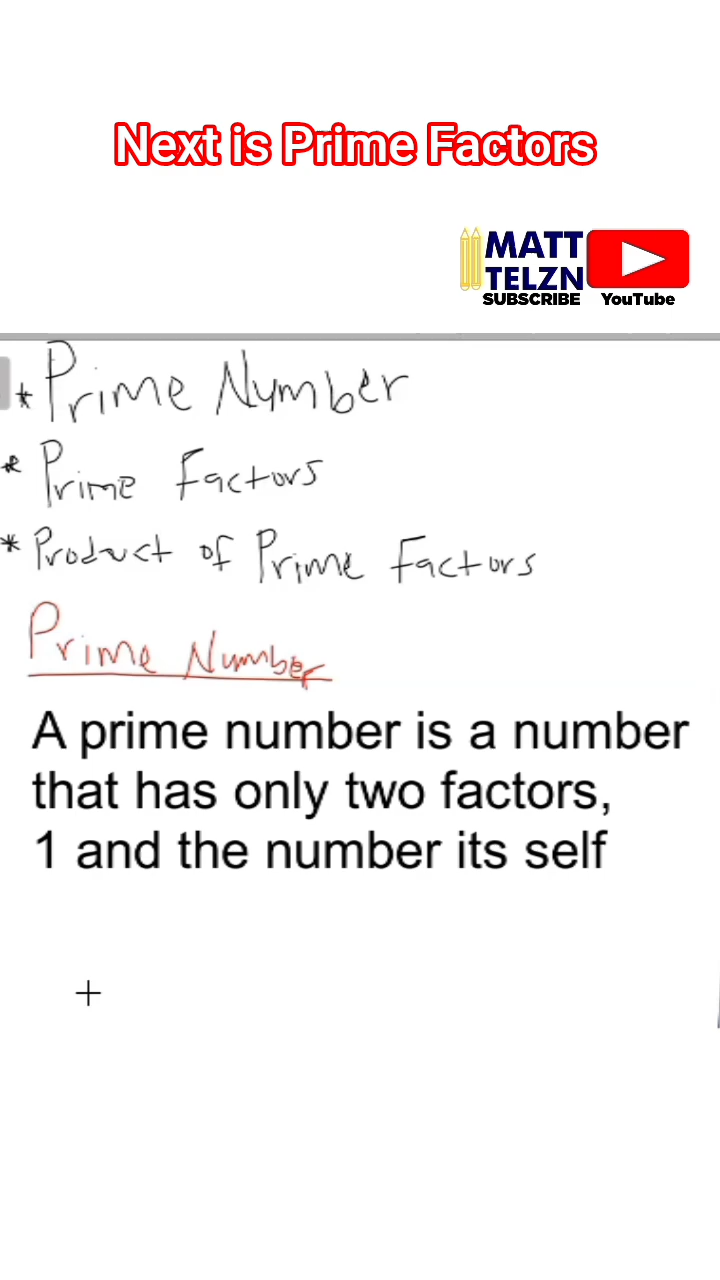 Next is Prime Factors
MATT
TELZN
SUBSCRIBE YouTube
* Prime Number
* Prime Factors
* Product of Prime Factors
Prime Number
A prime number is a number
that has only two factors,
1 and the number its self